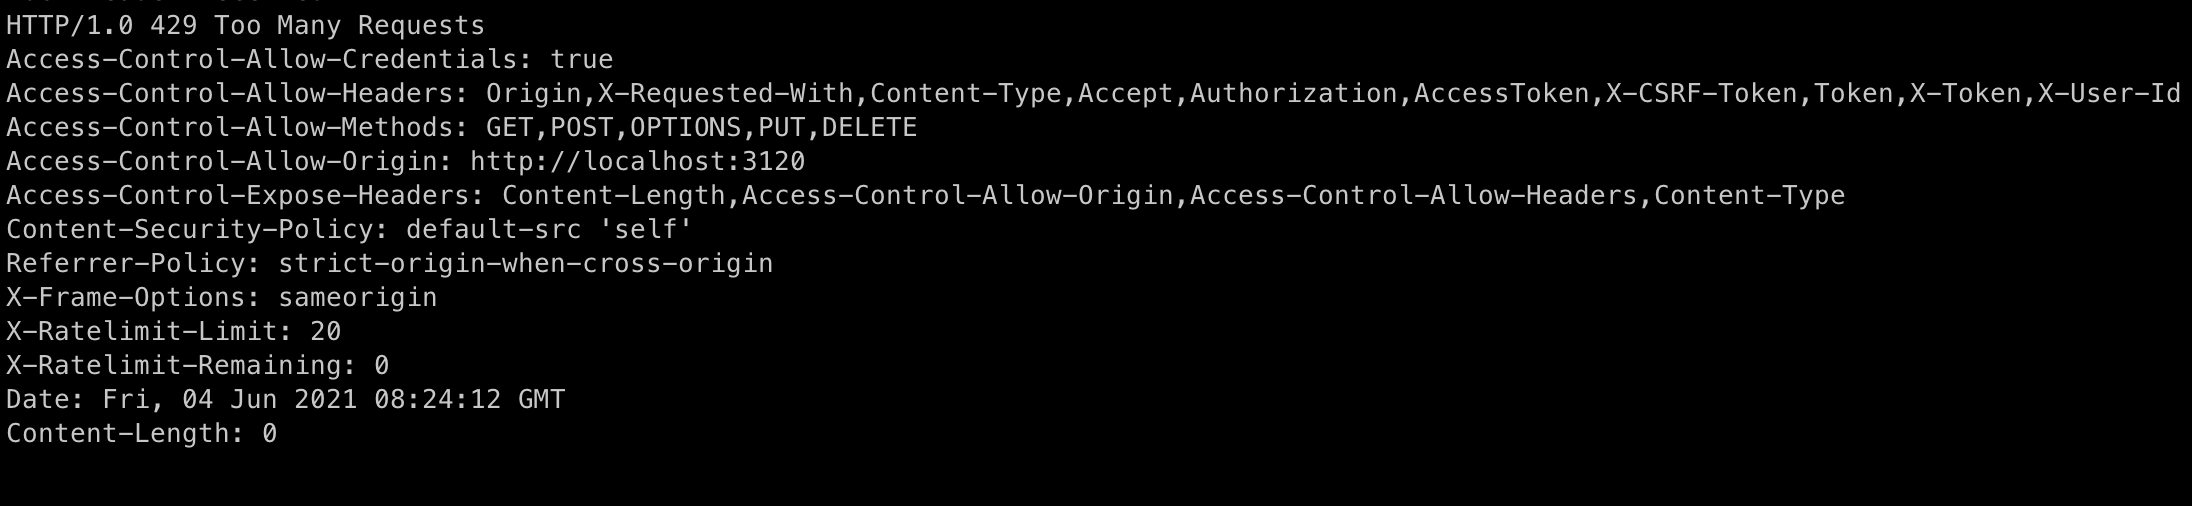 HTTP/1.0 429 Too Many Requests
Access-Control-Allow-Credentials: true
Access-Control-Allow-Headers: Origin,X-Requested-With,Content-Type,Accept,Authorization,AccessToken,X-CSRF-Token,Token,X-Token,X-User-Id
Access-Control-Allow-Methods: GET,POST,OPTIONS,PUT,DELETE
Access-Control-Allow-Origin: http://localhost:3120
Access-Control-Expose-Headers: Content-Length,Access-Control-Allow-Origin,Access-Control-Allow-Headers,Content-Type
Content-Security-Policy: default-src 'self'
Referrer-Policy: strict-origin-when-cross-origin
X-Frame-Options: sameorigin
X-Ratelimit-Limit: 20
X-Ratelimit-Remaining: 0
Date: Fri, 04 Jun 2021 08:24:12 GMT
Content-Length: 0